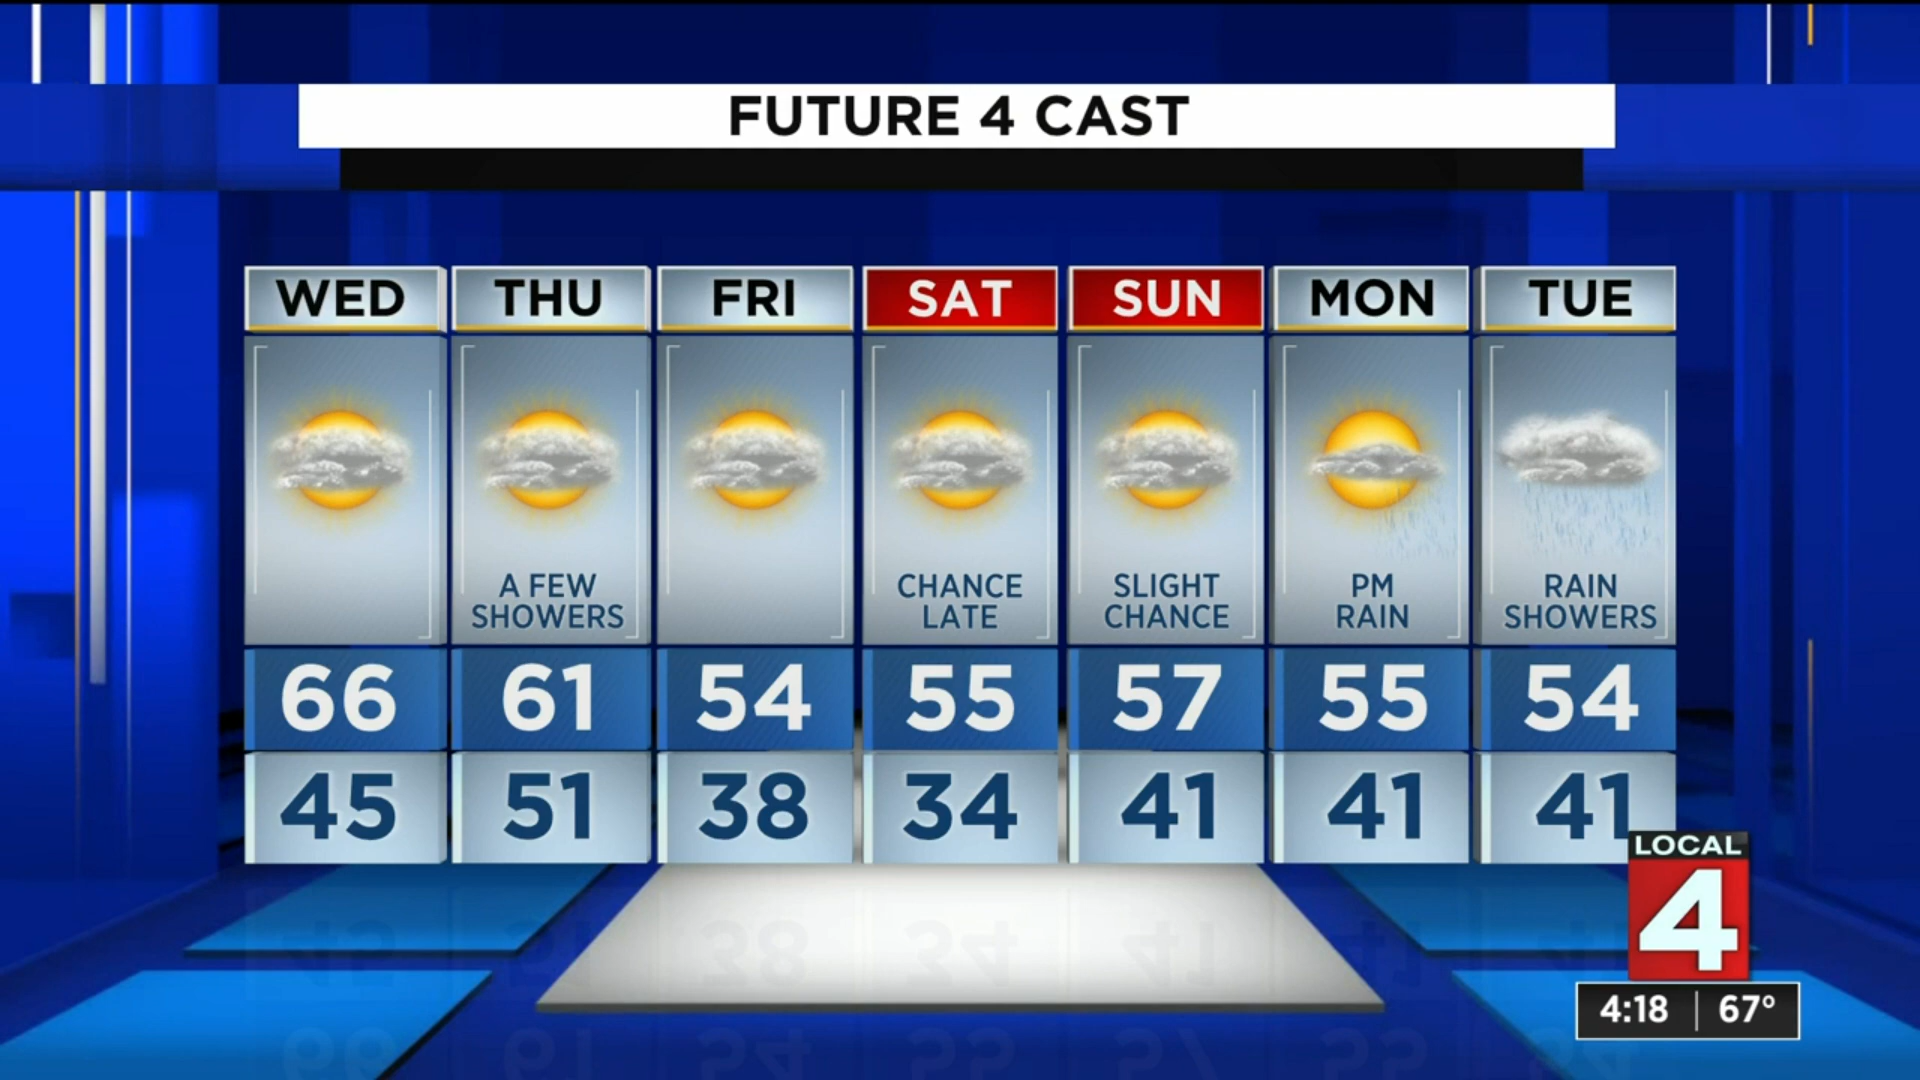 FUTURE 4 CAST
WED THU FRI SAT SUN MON TUE
A FEW SHOWERS
CHANCE LATE
SLIGHT CHANCE
PM RAIN
RAIN SHOWERS
66 61 54 55 57 55 54
45 51 38 34 41 41 41
LOCAL
4
4:18 67°